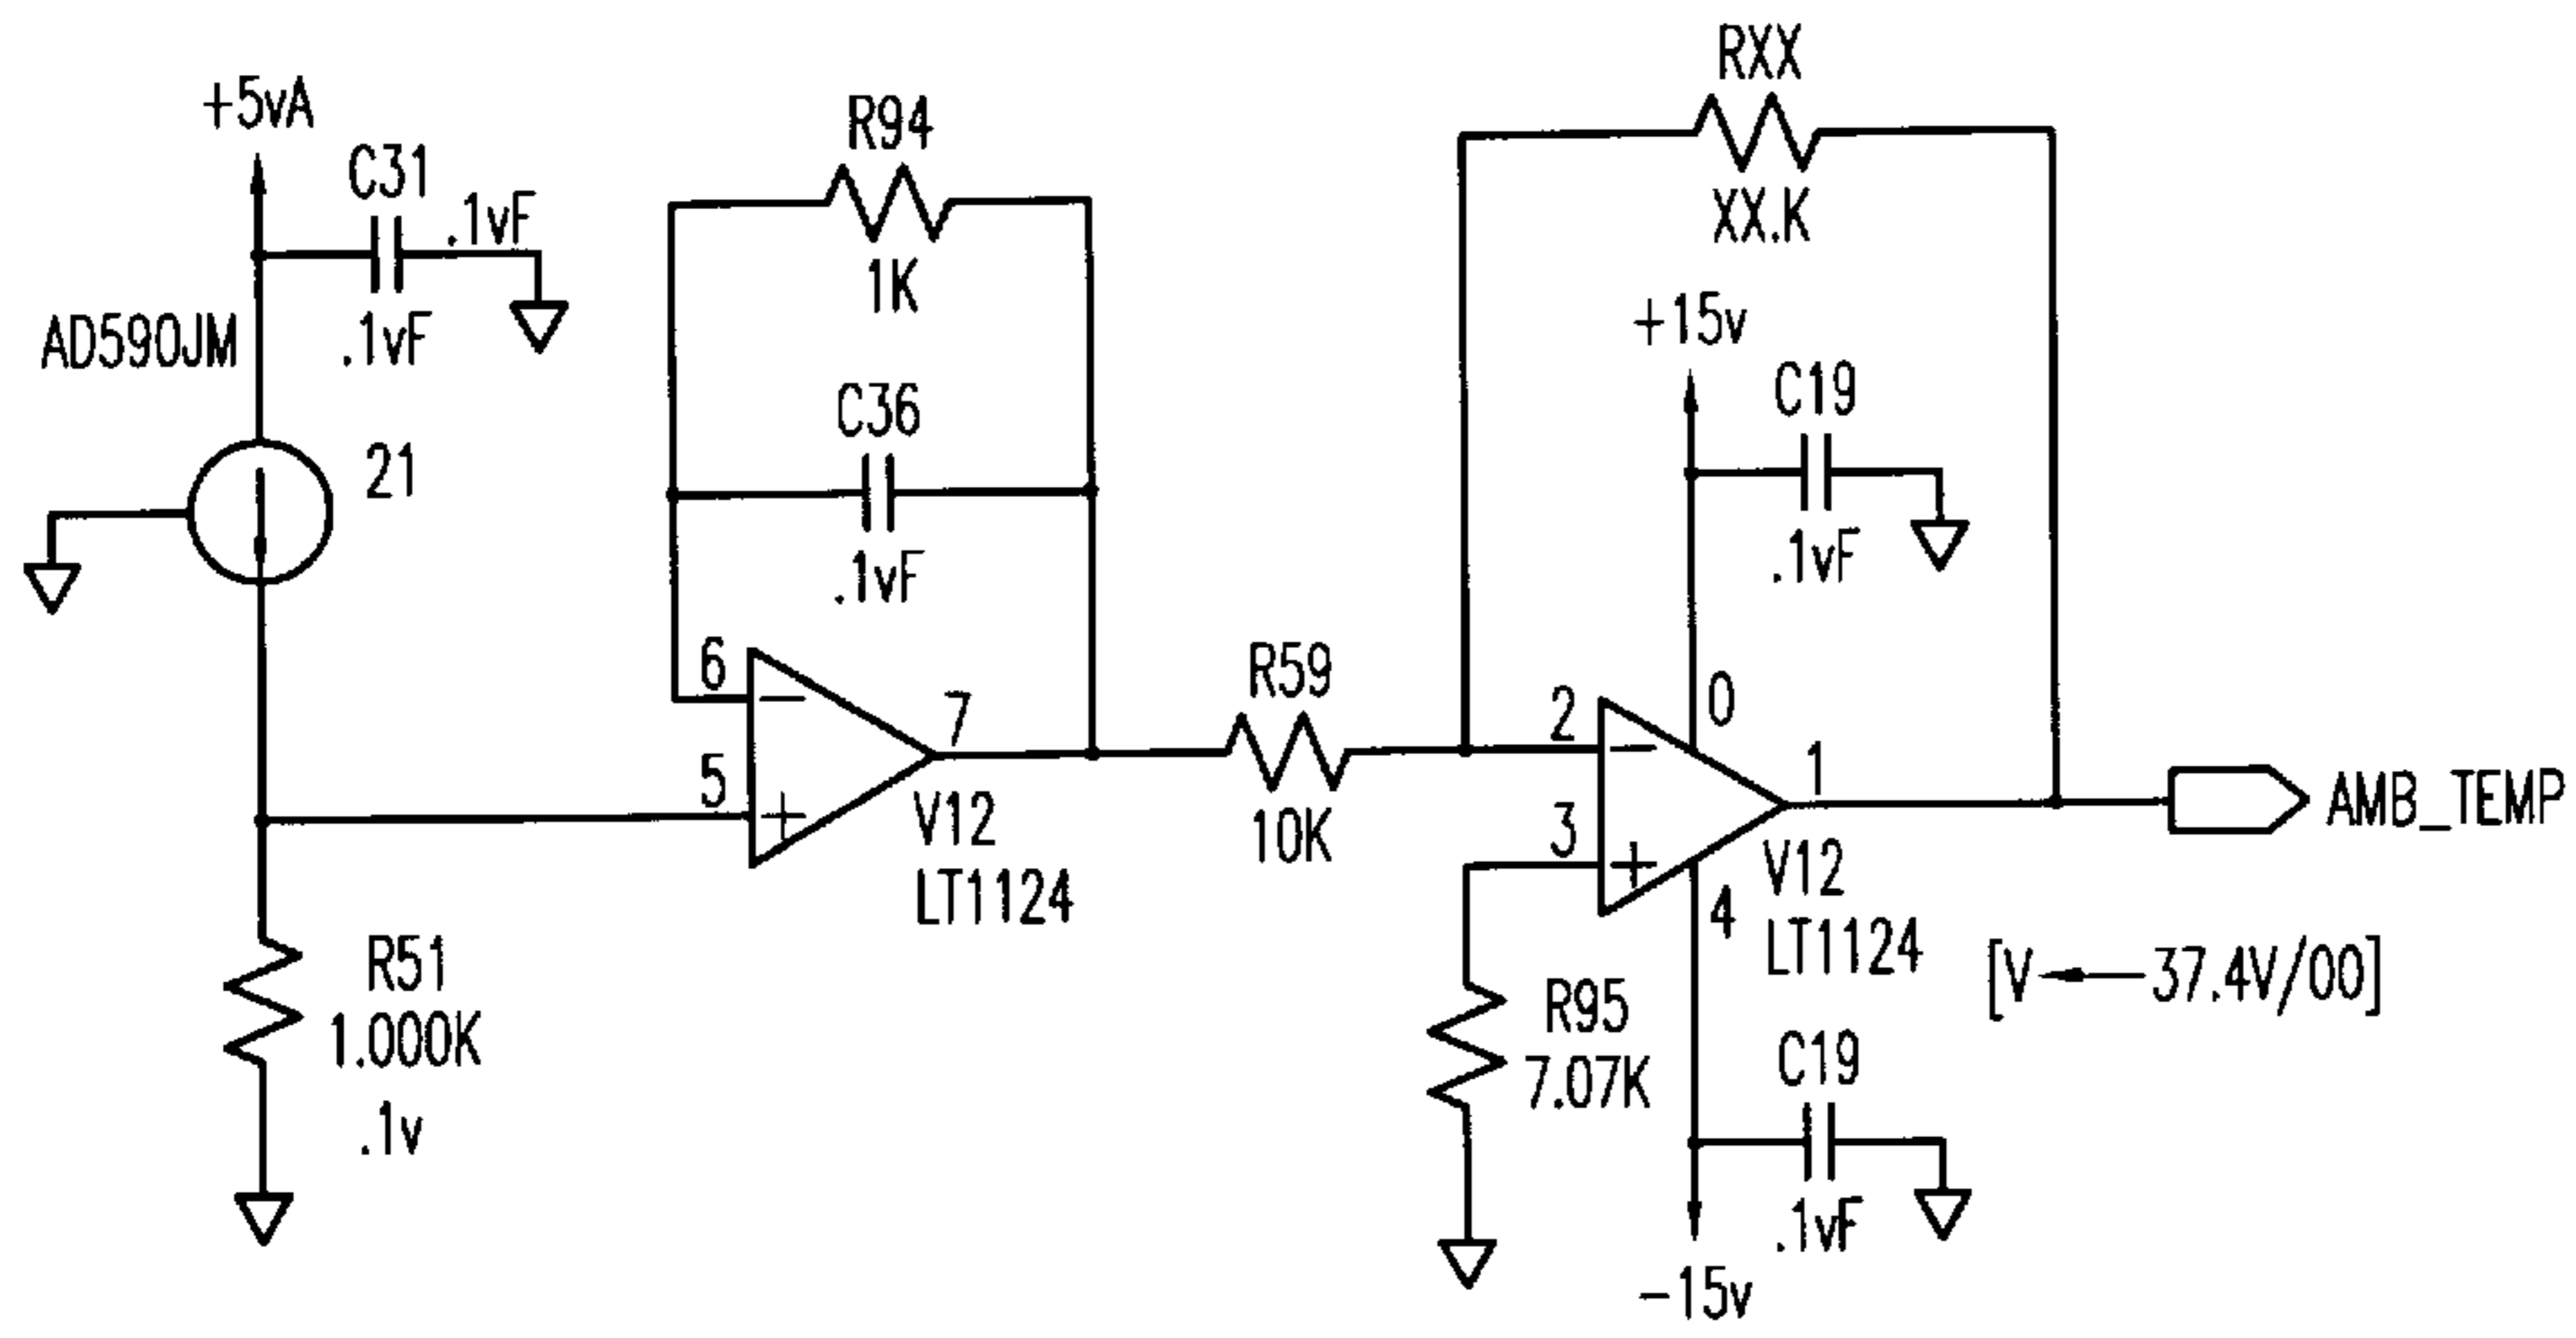 +5vA
C31
.1vF
.1vF
AD590JM
21
R94
1K
C36
.1vF
6
5
7
V12
LT1124
R51
1.000K
.1v
R59
10K
RXX
XX.K
+15v
C19
.1vF
2
3
0
1
4
V12
LT1124
AMB_TEMP
[V ← 37.4V/00]
R95
7.07K
C19
.1vF
-15v